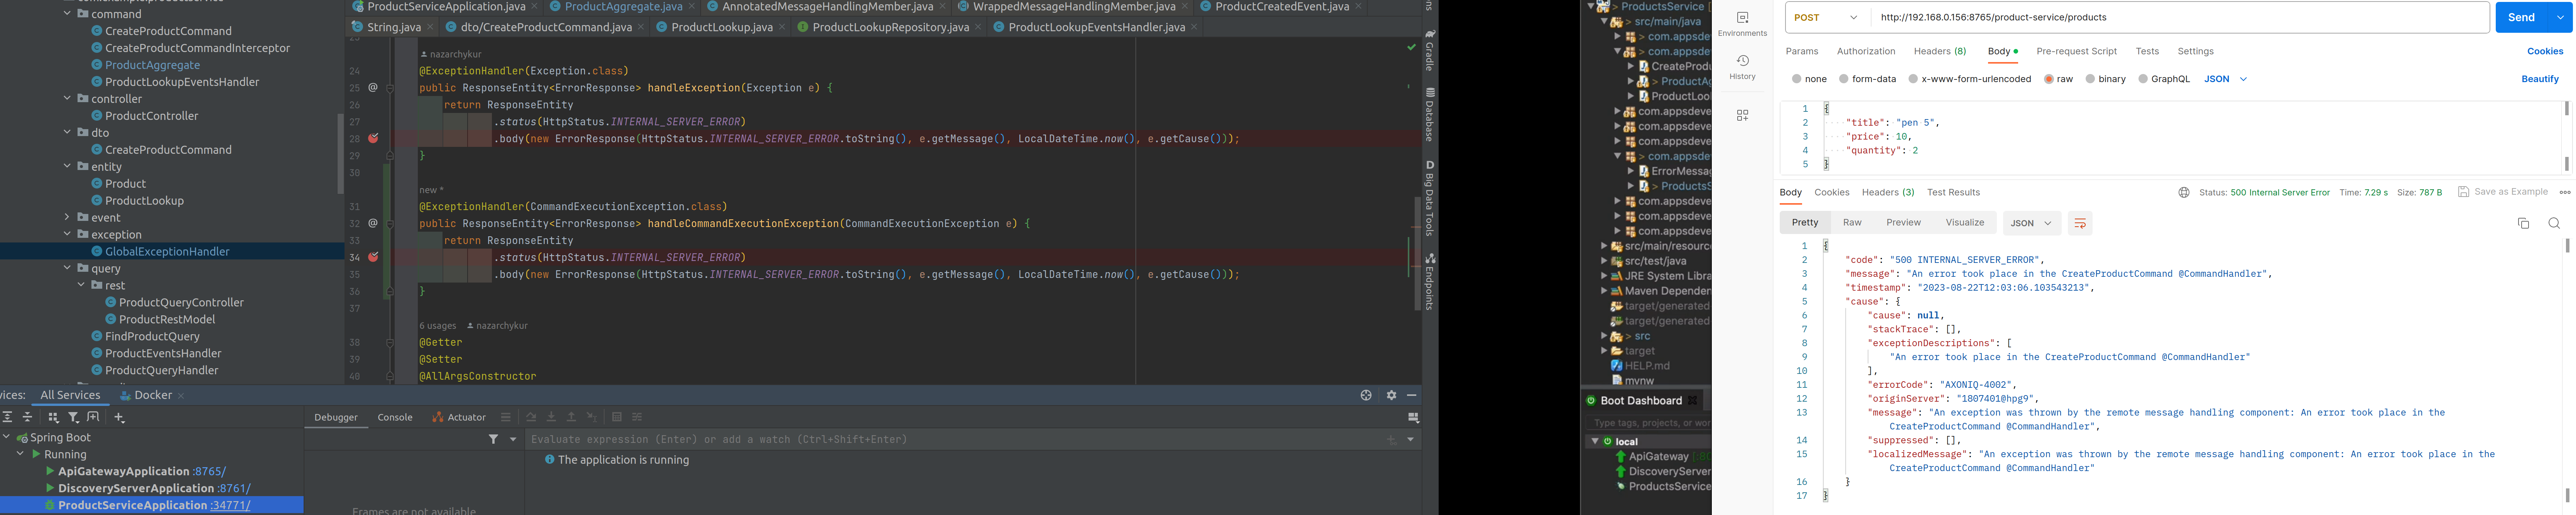 command
CreateProductCommand
CreateProductCommandInterceptor
ProductAggregate
ProductLookupEventsHandler
controller
ProductController
dto
CreateProductCommand
entity
Product
ProductLookup
event
exception
GlobalExceptionHandler
query
rest
ProductQueryController
ProductRestModel
FindProductQuery
ProductEventsHandler
ProductQueryHandler
ProductServiceApplication.java
ProductAggregate.java
AnnotatedMessageHandlingMember.java
WrappedMessageHandlingMember.java
ProductCreatedEvent.java
String.java
dto/CreateProductCommand.java
ProductLookup.java
ProductLookupRepository.java
ProductLookupEventsHandler.java
nazarchykur
24 @ExceptionHandler(Exception.class)
25 @ public ResponseEntity<ErrorResponse> handleException(Exception e) {
26 return ResponseEntity
27 .status(HttpStatus.INTERNAL_SERVER_ERROR)
28 .body(new ErrorResponse(HttpStatus.INTERNAL_SERVER_ERROR.toString(), e.getMessage(), LocalDateTime.now(), e.getCause()));
29 }
30
new *
31 @ExceptionHandler(CommandExecutionException.class)
32 @ public ResponseEntity<ErrorResponse> handleCommandExecutionException(CommandExecutionException e) {
33 return ResponseEntity
34 .status(HttpStatus.INTERNAL_SERVER_ERROR)
35 .body(new ErrorResponse(HttpStatus.INTERNAL_SERVER_ERROR.toString(), e.getMessage(), LocalDateTime.now(), e.getCause()));
36 }
37
6 usages nazarchykur
38 @Getter
39 @Setter
40 @AllArgsConstructor
Gradle
Database
Big Data Tools
Endpoints
vices: All Services Docker
Spring Boot
Running
ApiGatewayApplication :8765/
DiscoveryServerApplication :8761/
ProductServiceApplication :34771/
Debugger Console Actuator
Evaluate expression (Enter) or add a watch (Ctrl+Shift+Enter)
The application is running
Frames are not available
> ProductsService [
> src/main/java
> com.appsdev
> com.appsde
CreateProdu
> ProductAg
ProductLoo
com.appsdeve
com.appsdeve
com.appsdeve
> com.appsde
ErrorMessa
> ProductsS
com.appsdeve
com.appsdeve
com.appsdeve
src/main/resourc
src/test/java
JRE System Libra
Maven Dependen
target/generated
target/generated
> src
target
HELP.md
mvnw
Boot Dashboard
Type tags, projects, or wor
local
ApiGateway [:80
DiscoveryServer
ProductsService
Environments
History
POST http://192.168.0.156:8765/product-service/products Send
Params Authorization Headers (8) Body Pre-request Script Tests Settings Cookies
none form-data x-www-form-urlencoded raw binary GraphQL JSON Beautify
1 {
2 "title": "pen 5",
3 "price": 10,
4 "quantity": 2
5 }
Body Cookies Headers (3) Test Results Status: 500 Internal Server Error Time: 7.29 s Size: 787 B Save as Example
Pretty Raw Preview Visualize JSON
1 {
2 "code": "500 INTERNAL_SERVER_ERROR",
3 "message": "An error took place in the CreateProductCommand @CommandHandler",
4 "timestamp": "2023-08-22T12:03:06.103543213",
5 "cause": {
6 "cause": null,
7 "stackTrace": [],
8 "exceptionDescriptions": [
9 "An error took place in the CreateProductCommand @CommandHandler"
10 ],
11 "errorCode": "AXONIQ-4002",
12 "originServer": "1807401@hpg9",
13 "message": "An exception was thrown by the remote message handling component: An error took place in the
CreateProductCommand @CommandHandler",
14 "suppressed": [],
15 "localizedMessage": "An exception was thrown by the remote message handling component: An error took place in the
CreateProductCommand @CommandHandler"
16 }
17 }